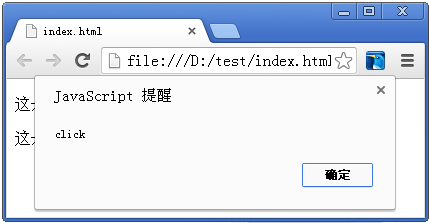 index.html
file:///D:/test/index.html
JavaScript 提醒
click
确定
这
这